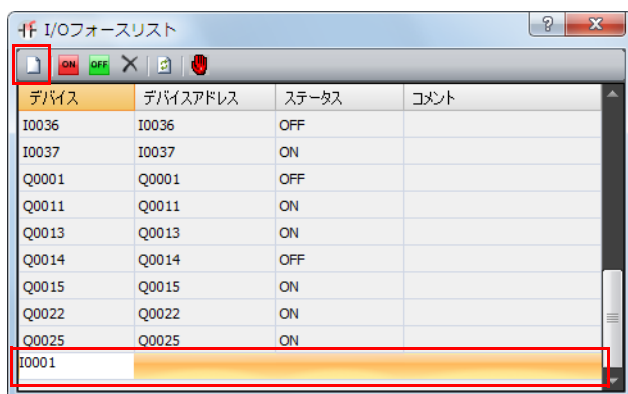 I/Oフォースリスト ? X
ON OFF
デバイス デバイスアドレス ステータス コメント
I0036 I0036 OFF
I0037 I0037 ON
Q0001 Q0001 OFF
Q0011 Q0011 ON
Q0013 Q0013 ON
Q0014 Q0014 OFF
Q0015 Q0015 ON
Q0022 Q0022 ON
Q0025 Q0025 ON
I0001